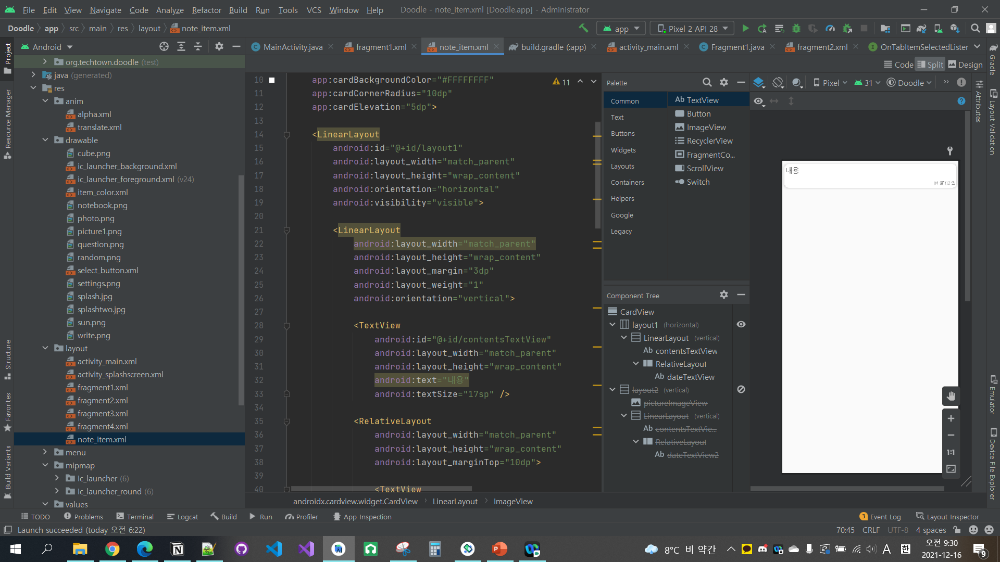 File Edit View Navigate Code Analyze Refactor Build Run Tools VCS Window Help Doodle - note_item.xml [Doodle.app] - Administrator
Doodle app src main res layout note_item.xml app Pixel 2 API 28
Android
MainActivity.java fragment1.xml note_item.xml build.gradle (:app) activity_main.xml Fragment1.java fragment2.xml OnTabItemSelectedLister
Code Split Design
Project
Resource Manager
Structure
Favorites
Build Variants
org.techtown.doodle (test)
java (generated)
res
anim
alpha.xml
translate.xml
drawable
cube.png
ic_launcher_background.xml
ic_launcher_foreground.xml (v24)
item_color.xml
notebook.png
photo.png
picture1.png
question.png
random.png
select_button.xml
settings.png
splash.jpg
splashtwo.jpg
sun.png
write.png
layout
activity_main.xml
activity_splashscreen.xml
fragment1.xml
fragment2.xml
fragment3.xml
fragment4.xml
note_item.xml
menu
mipmap
ic_launcher (6)
ic_launcher_round (6)
values
11
10 app:cardBackgroundColor="#FFFFFFFF"
11 app:cardCornerRadius="10dp"
12 app:cardElevation="5dp">
13
14 <LinearLayout
15 android:id="@+id/layout1"
16 android:layout_width="match_parent"
17 android:layout_height="wrap_content"
18 android:orientation="horizontal"
19 android:visibility="visible">
20
21 <LinearLayout
22 android:layout_width="match_parent"
23 android:layout_height="wrap_content"
24 android:layout_margin="3dp"
25 android:layout_weight="1"
26 android:orientation="vertical">
27
28 <TextView
29 android:id="@+id/contentsTextView"
30 android:layout_width="match_parent"
31 android:layout_height="wrap_content"
32 android:text="내용"
33 android:textSize="17sp" />
34
35 <RelativeLayout
36 android:layout_width="match_parent"
37 android:layout_height="wrap_content"
38 android:layout_marginTop="10dp">
39
40 <TextView
androidx.cardview.widget.CardView LinearLayout ImageView
Palette
Common
Text
Buttons
Widgets
Layouts
Containers
Helpers
Google
Legacy
Ab TextView
Button
ImageView
RecyclerView
FragmentCo...
ScrollView
Switch
Component Tree
CardView
layout1 (horizontal)
LinearLayout (vertical)
Ab contentsTextView
RelativeLayout
Ab dateTextView
layout2 (vertical)
pictureImageView
LinearLayout (vertical)
Ab contentsTextVie...
RelativeLayout
Ab dateTextView2
Pixel 31 Doodle
내용
1:1
Gradle
Attributes
Layout Validation
Emulator
Device File Explorer
TODO Problems Terminal Logcat Build Run Profiler App Inspection 3 Event Log Layout Inspector
Launch succeeded (today 오전 6:22) 70:45 CRLF UTF-8 4 spaces
8°C 비 약간 A 한 오전 9:30
2021-12-16 9